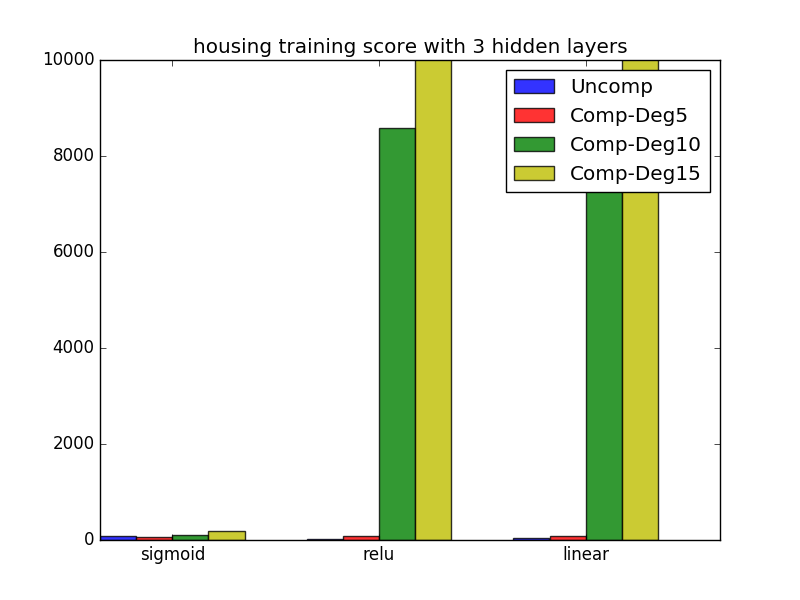 housing training score with 3 hidden layers
10000
8000
6000
4000
2000
0
Uncomp
Comp-Deg5
Comp-Deg10
Comp-Deg15
sigmoid
relu
linear